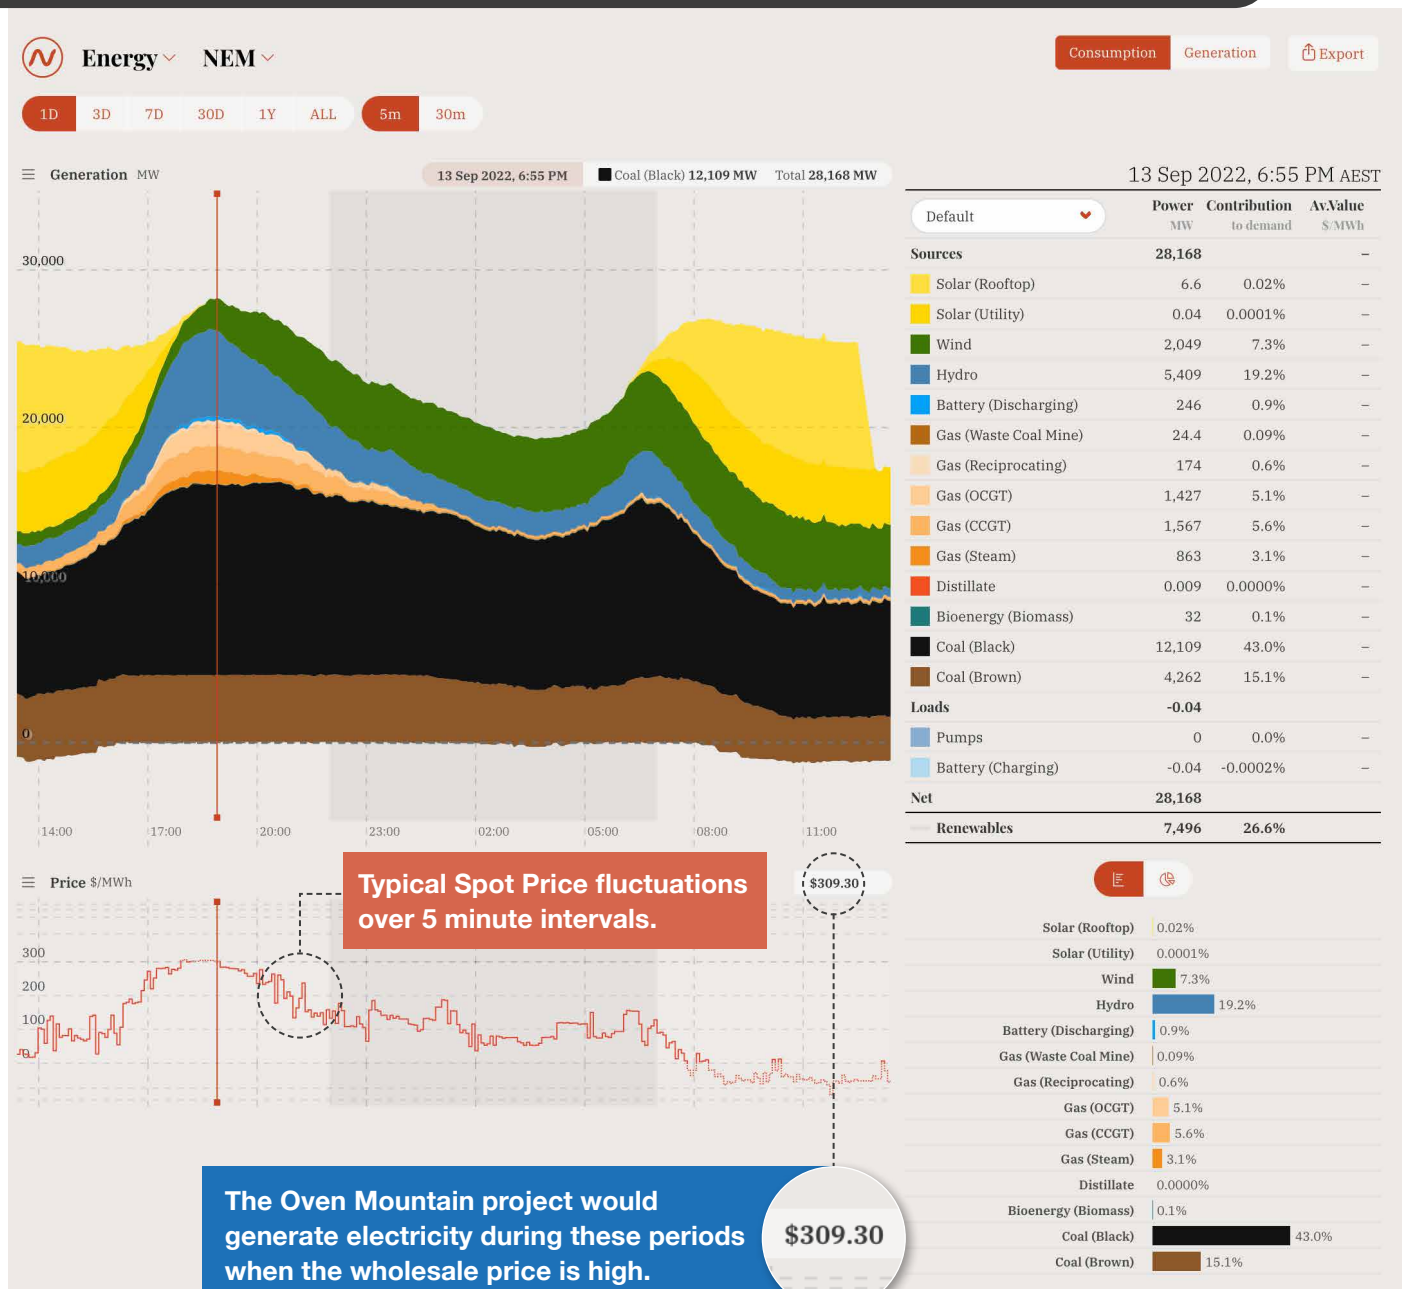 Energy NEM
Consumption Generation Export
1D 3D 7D 30D 1Y ALL 5m 30m
Generation MW
13 Sep 2022, 6:55 PM Coal (Black) 12,109 MW Total 28,168 MW
30,000
20,000
10,000
0
14:00 17:00 20:00 23:00 02:00 05:00 08:00 11:00
13 Sep 2022, 6:55 PM AEST
Default Power Contribution Av.Value
MW to demand $/MWh
Sources 28,168 –
Solar (Rooftop) 6.6 0.02% –
Solar (Utility) 0.04 0.0001% –
Wind 2,049 7.3% –
Hydro 5,409 19.2% –
Battery (Discharging) 246 0.9% –
Gas (Waste Coal Mine) 24.4 0.09% –
Gas (Reciprocating) 174 0.6% –
Gas (OCGT) 1,427 5.1% –
Gas (CCGT) 1,567 5.6% –
Gas (Steam) 863 3.1% –
Distillate 0.009 0.0000% –
Bioenergy (Biomass) 32 0.1% –
Coal (Black) 12,109 43.0% –
Coal (Brown) 4,262 15.1% –
Loads -0.04
Pumps 0 0.0% –
Battery (Charging) -0.04 -0.0002% –
Net 28,168
Renewables 7,496 26.6%
Price $/MWh
$309.30
Typical Spot Price fluctuations
over 5 minute intervals.
300
200
100
0
The Oven Mountain project would
generate electricity during these periods
when the wholesale price is high.
$309.30
Solar (Rooftop) 0.02%
Solar (Utility) 0.0001%
Wind 7.3%
Hydro 19.2%
Battery (Discharging) 0.9%
Gas (Waste Coal Mine) 0.09%
Gas (Reciprocating) 0.6%
Gas (OCGT) 5.1%
Gas (CCGT) 5.6%
Gas (Steam) 3.1%
Distillate 0.0000%
Bioenergy (Biomass) 0.1%
Coal (Black) 43.0%
Coal (Brown) 15.1%